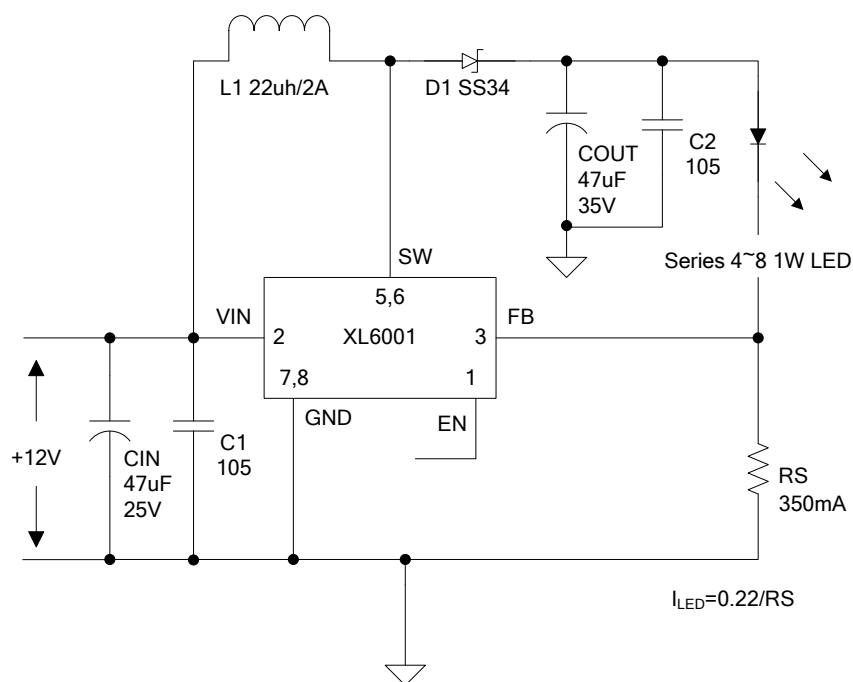 L1 22uh/2A
D1 SS34
COUT
47uF
35V
C2
105
SW
Series 4~8 1W LED
5,6
VIN
FB
2
XL6001
3
7,8
1
GND
EN
+12V
CIN
47uF
25V
C1
105
RS
350mA
I_LED=0.22/RS